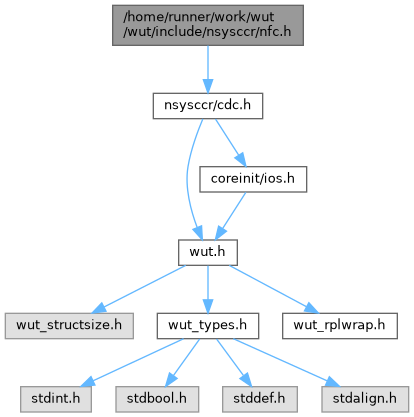 /home/runner/work/wut
/wut/include/nsysccr/nfc.h
nsysccr/cdc.h
coreinit/ios.h
wut.h
wut_structsize.h
wut_types.h
wut_rplwrap.h
stdint.h
stdbool.h
stddef.h
stdalign.h